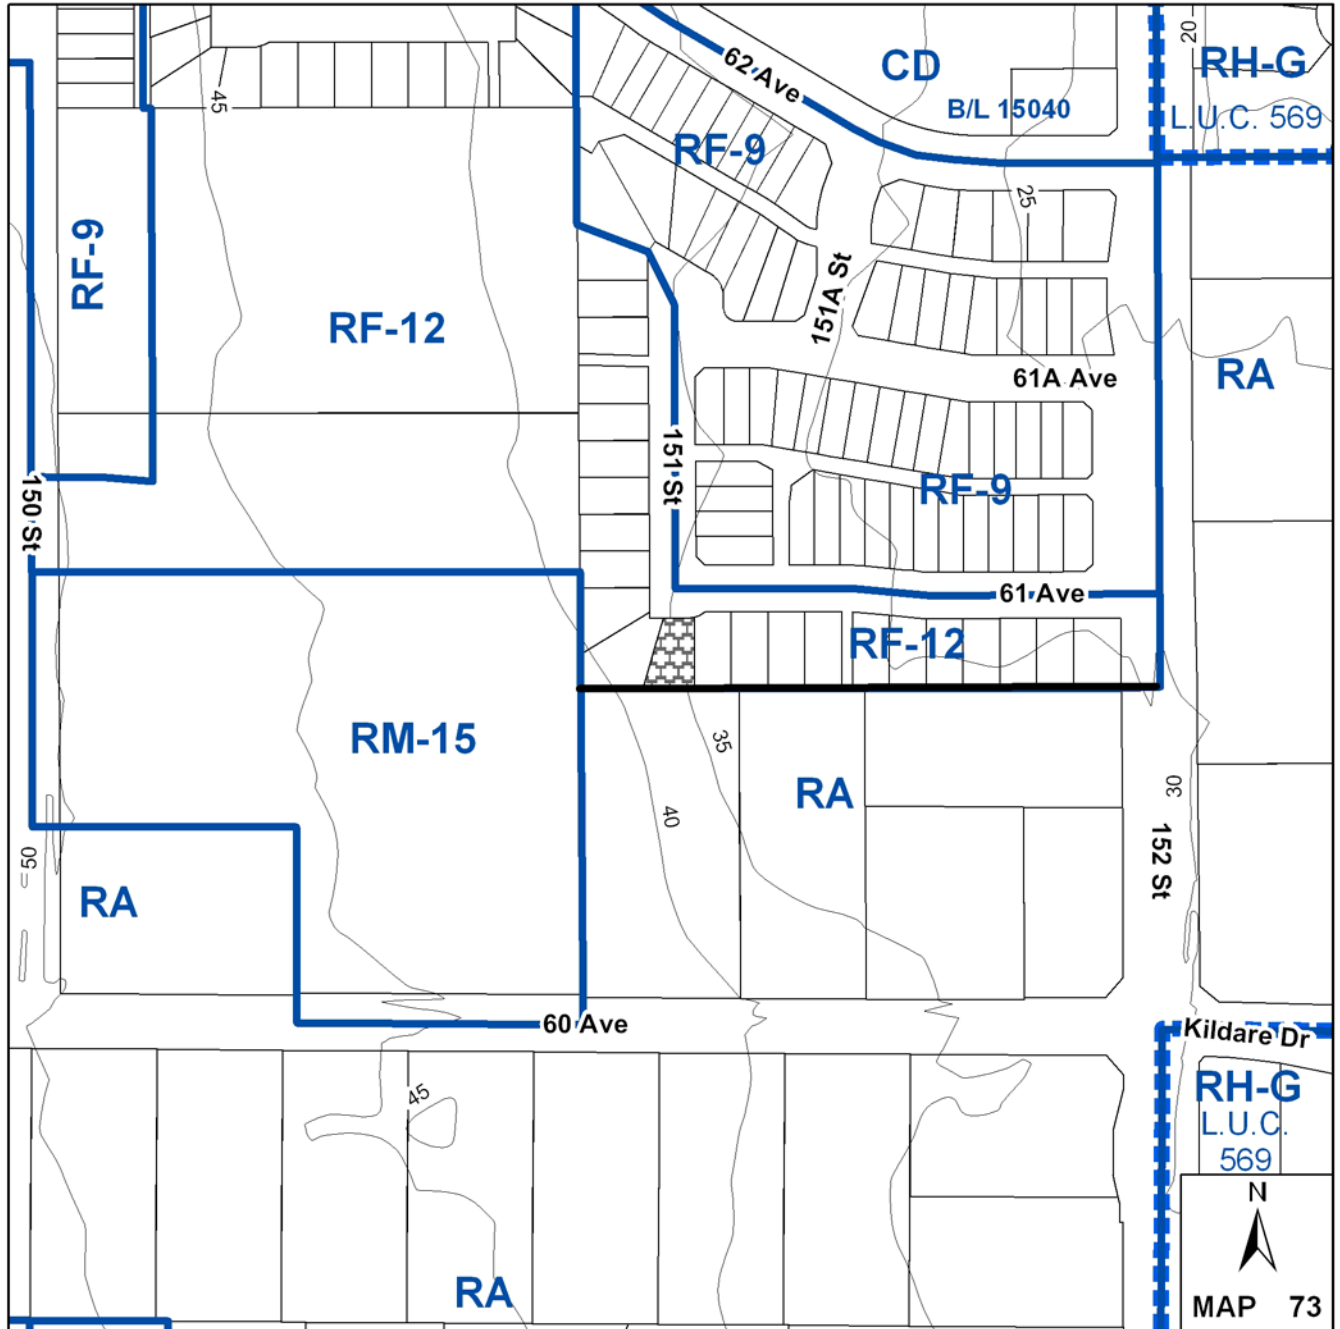 62 Ave
CD
B/L 15040
20
RH-G
L.U.C. 569
45
RF-9
RF-9
RF-12
25
151A St
61A Ave
RA
151 St
RF-9
150 St
61 Ave
RF-12
RM-15
35
RA
40
30
152 St
50
RA
60 Ave
Kildare Dr
45
RH-G
L.U.C.
569
RA
N
MAP 73